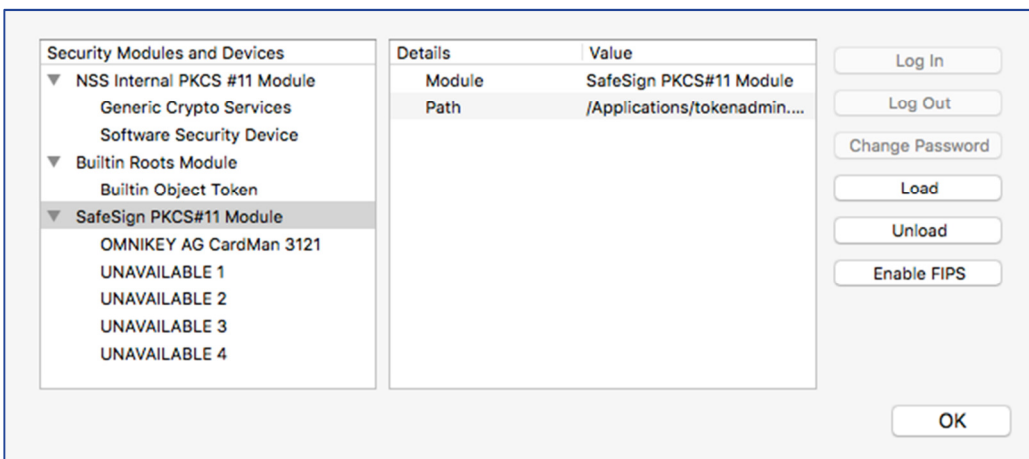 Security Modules and Devices
NSS Internal PKCS #11 Module
Generic Crypto Services
Software Security Device
Builtin Roots Module
Builtin Object Token
SafeSign PKCS#11 Module
OMNIKEY AG CardMan 3121
UNAVAILABLE 1
UNAVAILABLE 2
UNAVAILABLE 3
UNAVAILABLE 4
Details Value
Module SafeSign PKCS#11 Module
Path /Applications/tokenadmin....
Log In
Log Out
Change Password
Load
Unload
Enable FIPS
OK